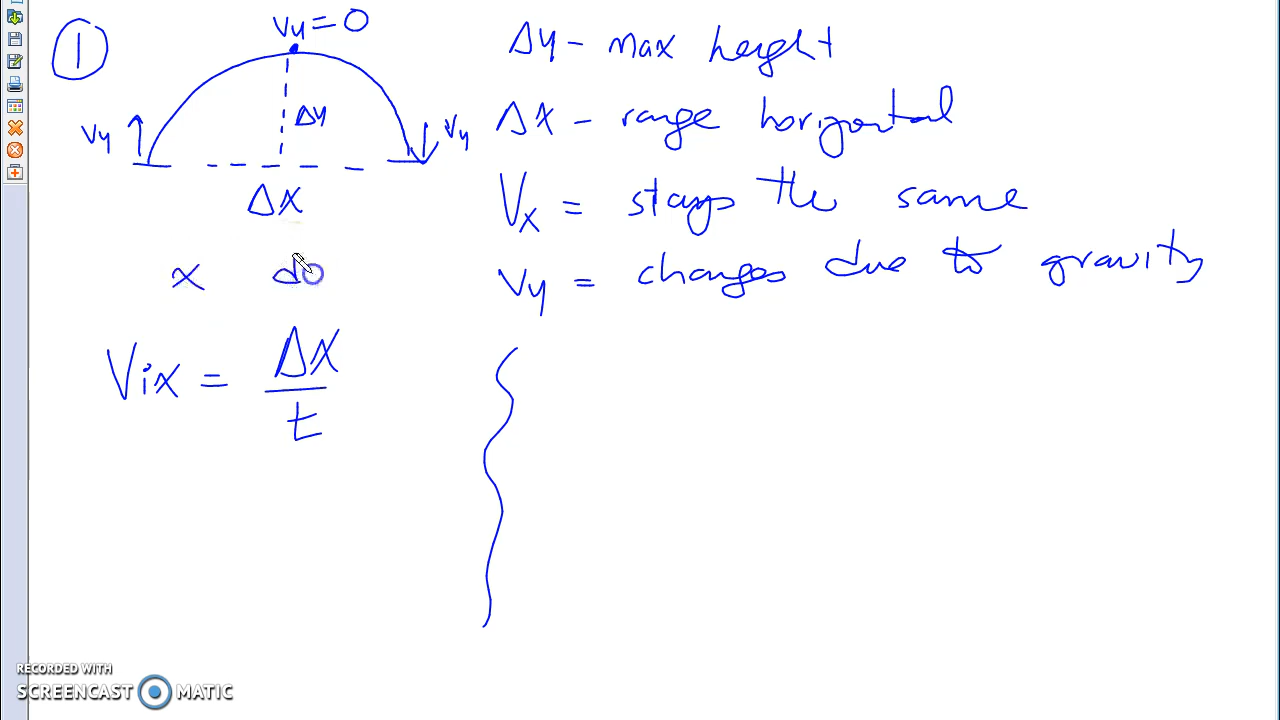 1
Vy = 0
Vy
Δy
Vy
Δx
Δy - max height
Δx - range horizontal
Vx = stays the same
Vy = changes due to gravity
x do
Vix = Δx
t
RECORDED WITH
SCREENCAST MATIC